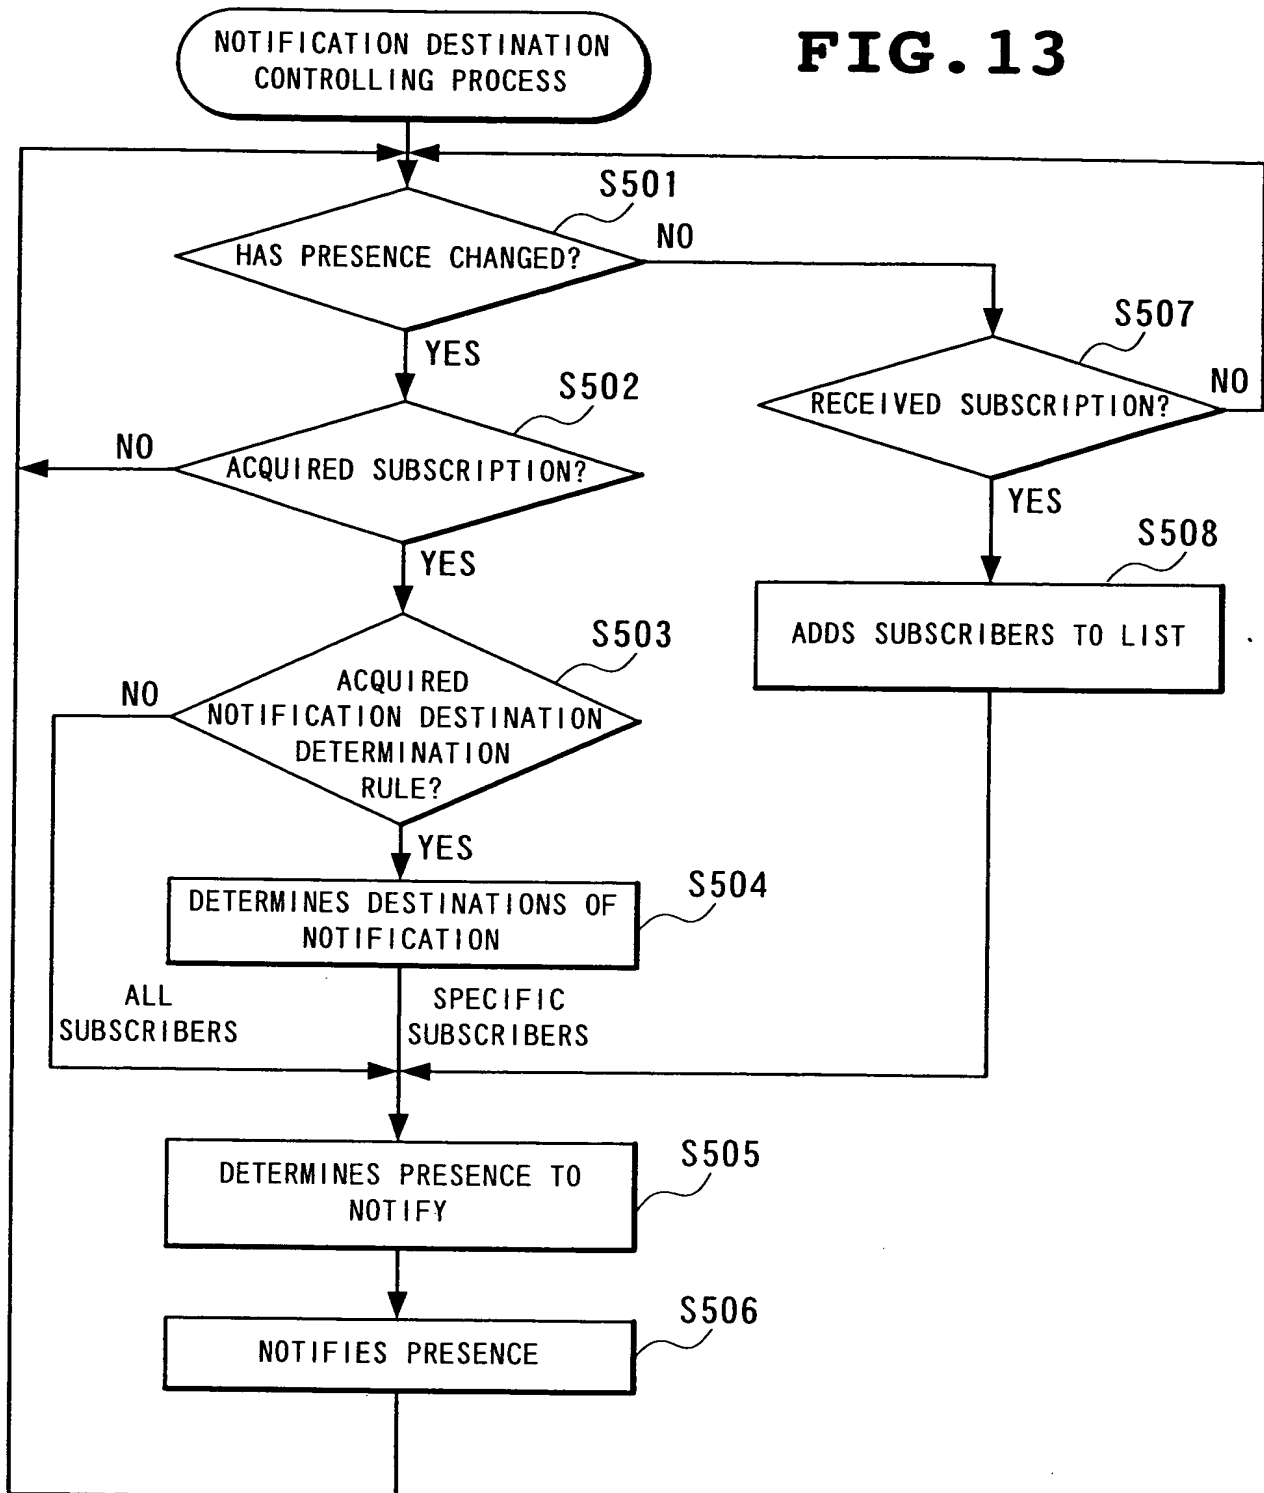 FIG.13
NOTIFICATION DESTINATION
CONTROLLING PROCESS
S501
HAS PRESENCE CHANGED?
NO
YES
S502
ACQUIRED SUBSCRIPTION?
NO
YES
S503
ACQUIRED
NOTIFICATION DESTINATION
DETERMINATION
RULE?
NO
YES
S504
DETERMINES DESTINATIONS OF
NOTIFICATION
ALL
SUBSCRIBERS
SPECIFIC
SUBSCRIBERS
S507
RECEIVED SUBSCRIPTION?
NO
YES
S508
ADDS SUBSCRIBERS TO LIST
S505
DETERMINES PRESENCE TO
NOTIFY
S506
NOTIFIES PRESENCE